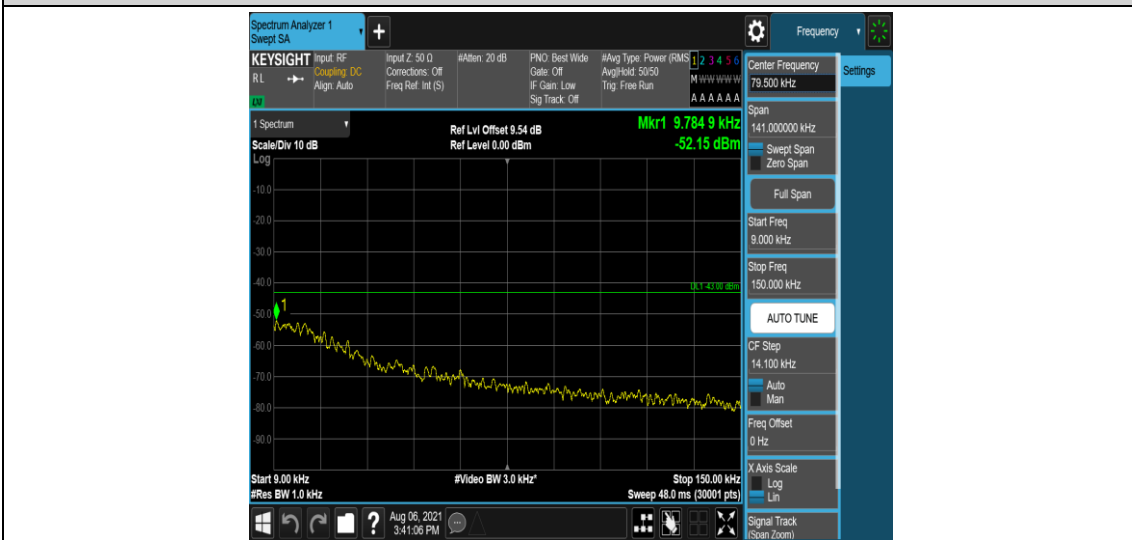 Spectrum Analyzer 1
Swept SA
+
Frequency
KEYSIGHT
RL
LXI
Input: RF
Coupling: DC
Align: Auto
Input Z: 50 Ω
Corrections: Off
Freq Ref: Int (S)
#Atten: 20 dB
PNO: Best Wide
Gate: Off
IF Gain: Low
Sig Track: Off
#Avg Type: Power (RMS
Avg|Hold: 50/50
Trig: Free Run
1 2 3 4 5 6
M W W W W W
A A A A A A
Center Frequency
79.500 kHz
Settings
1 Spectrum
Scale/Div 10 dB
Ref Lvl Offset 9.54 dB
Ref Level 0.00 dBm
Mkr1 9.784 9 kHz
-52.15 dBm
Log
-10.0
-20.0
-30.0
-40.0
-50.0
-60.0
-70.0
-80.0
-90.0
DL1 -43.00 dBm
1
Start 9.00 kHz
#Res BW 1.0 kHz
#Video BW 3.0 kHz*
Stop 150.00 kHz
Sweep 48.0 ms (30001 pts)
Span
141.000000 kHz
Swept Span
Zero Span
Full Span
Start Freq
9.000 kHz
Stop Freq
150.000 kHz
AUTO TUNE
CF Step
14.100 kHz
Auto
Man
Freq Offset
0 Hz
X Axis Scale
Log
Lin
Signal Track
(Span Zoom)
?
Aug 06, 2021
3:41:06 PM